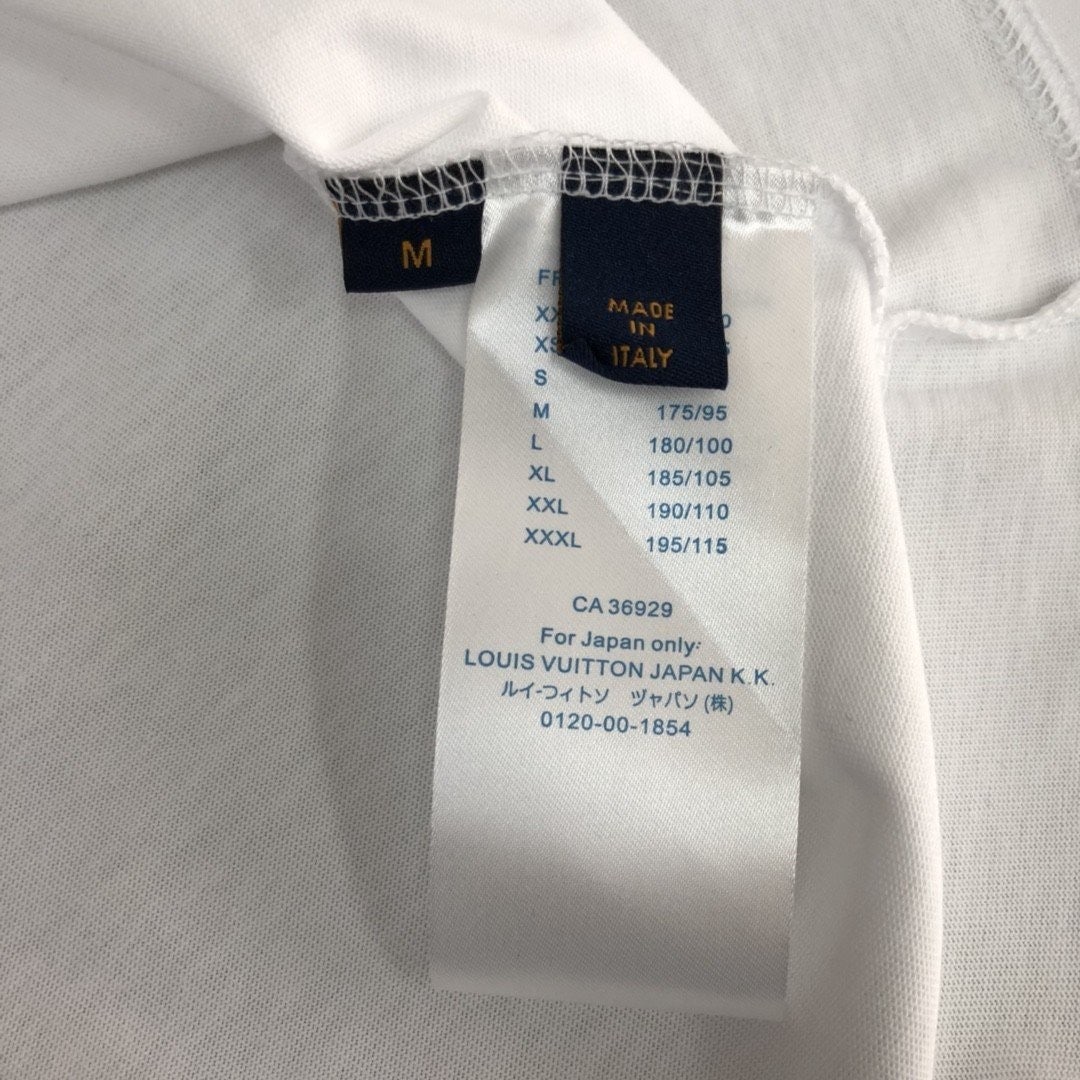 M
MADE
IN
ITALY
S
M 175/95
L 180/100
XL 185/105
XXL 190/110
XXXL 195/115
CA 36929
For Japan only:
LOUIS VUITTON JAPAN K.K.
ルイ-つィトソ ヅャパソ (株)
0120-00-1854